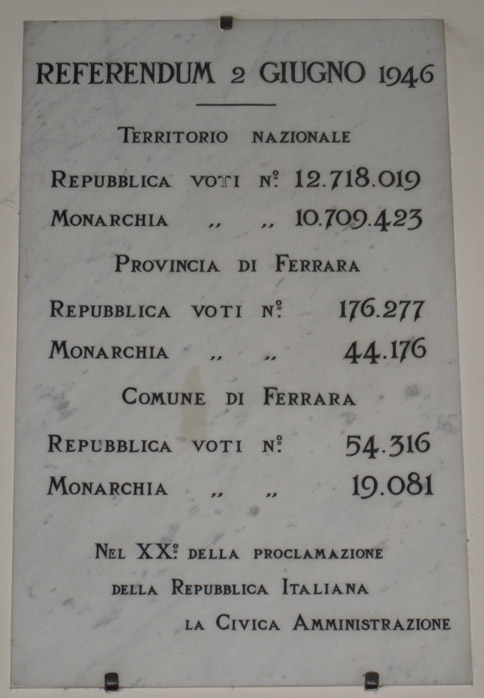 REFERENDUM 2 GIUGNO 1946
TERRITORIO NAZIONALE
REPUBBLICA VOTI Nº. 12.718.019
MONARCHIA ,, ,, 10.709.423
PROVINCIA DI FERRARA
REPUBBLICA VOTI Nº. 176.277
MONARCHIA ,, ,, 44.176
COMUNE DI FERRARA
REPUBBLICA VOTI Nº. 54.316
MONARCHIA ,, ,, 19.081
NEL XXº. DELLA PROCLAMAZIONE
DELLA REPUBBLICA ITALIANA
LA CIVICA AMMINISTRAZIONE